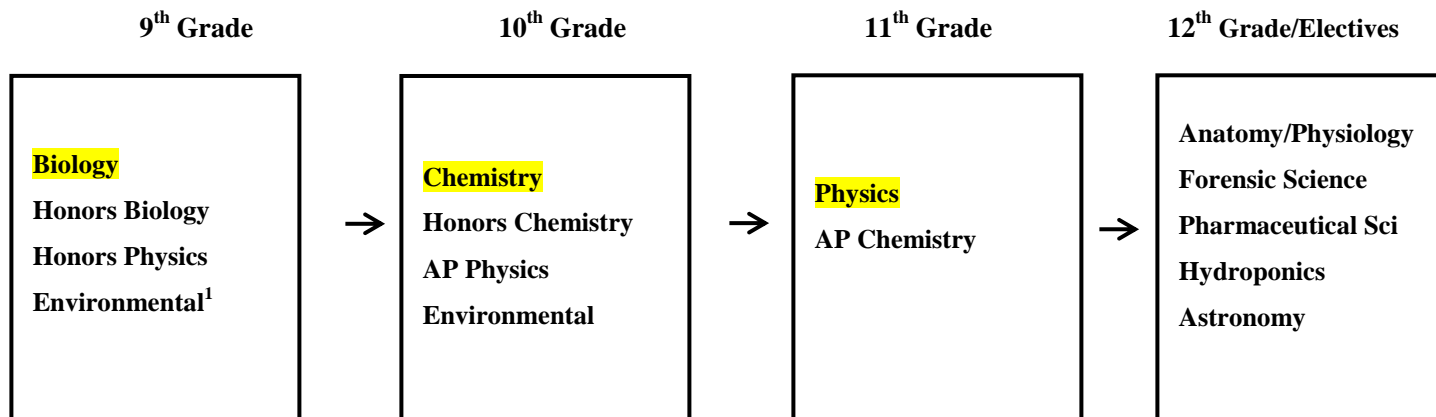 9th Grade
10th Grade
11th Grade
12th Grade/Electives
Biology
Honors Biology
Honors Physics
Environmental1
Chemistry
Honors Chemistry
AP Physics
Environmental
Physics
AP Chemistry
Anatomy/Physiology
Forensic Science
Pharmaceutical Sci
Hydroponics
Astronomy